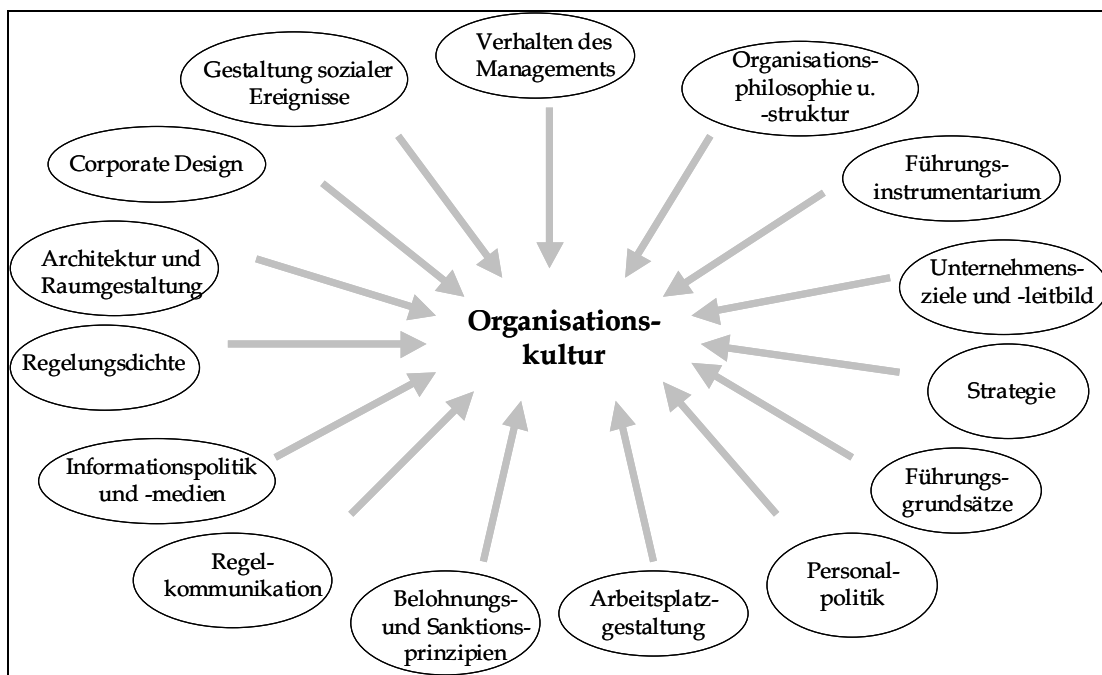 Verhalten des
Managements
Organisations-
philosophie u.
-struktur
Gestaltung sozialer
Ereignisse
Corporate Design
Führungs-
instrumentarium
Architektur und
Raumgestaltung
Unternehmens-
ziele und -leitbild
Organisations-
kultur
Regelungsdichte
Strategie
Informationspolitik
und -medien
Führungs-
grundsätze
Regel-
kommunikation
Personal-
politik
Belohnungs-
und Sanktions-
prinzipien
Arbeitsplatz-
gestaltung